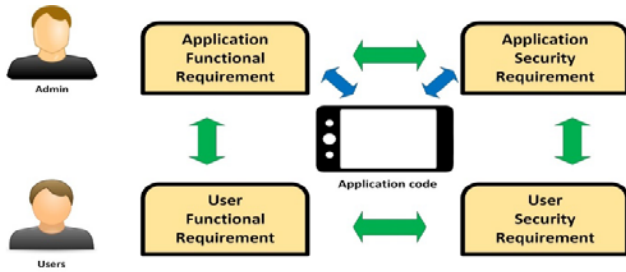 Admin
Application
Functional
Requirement
Application
Security
Requirement
Application code
Users
User
Functional
Requirement
User
Security
Requirement